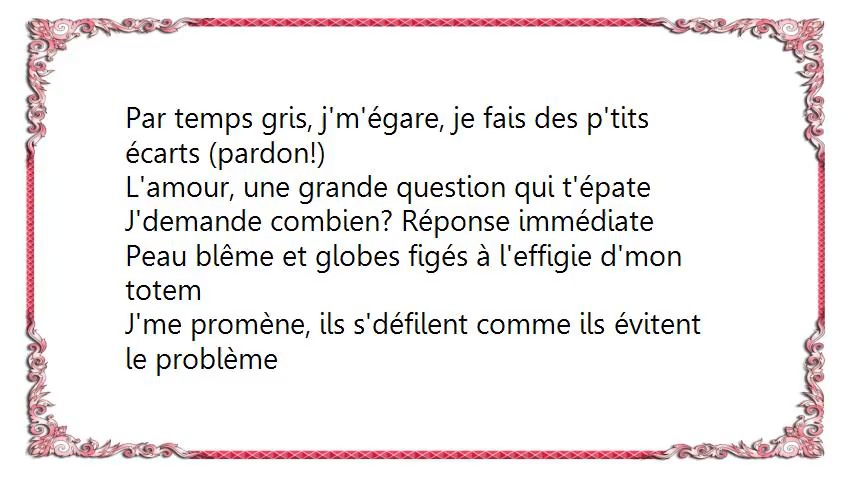 Par temps gris, j'm'égare, je fais des p'tits
écarts (pardon!)
L'amour, une grande question qui t'épate
J'demande combien? Réponse immédiate
Peau blême et globes figés à l'effigie d'mon
totem
J'me promène, ils s'défilent comme ils évitent
le problème